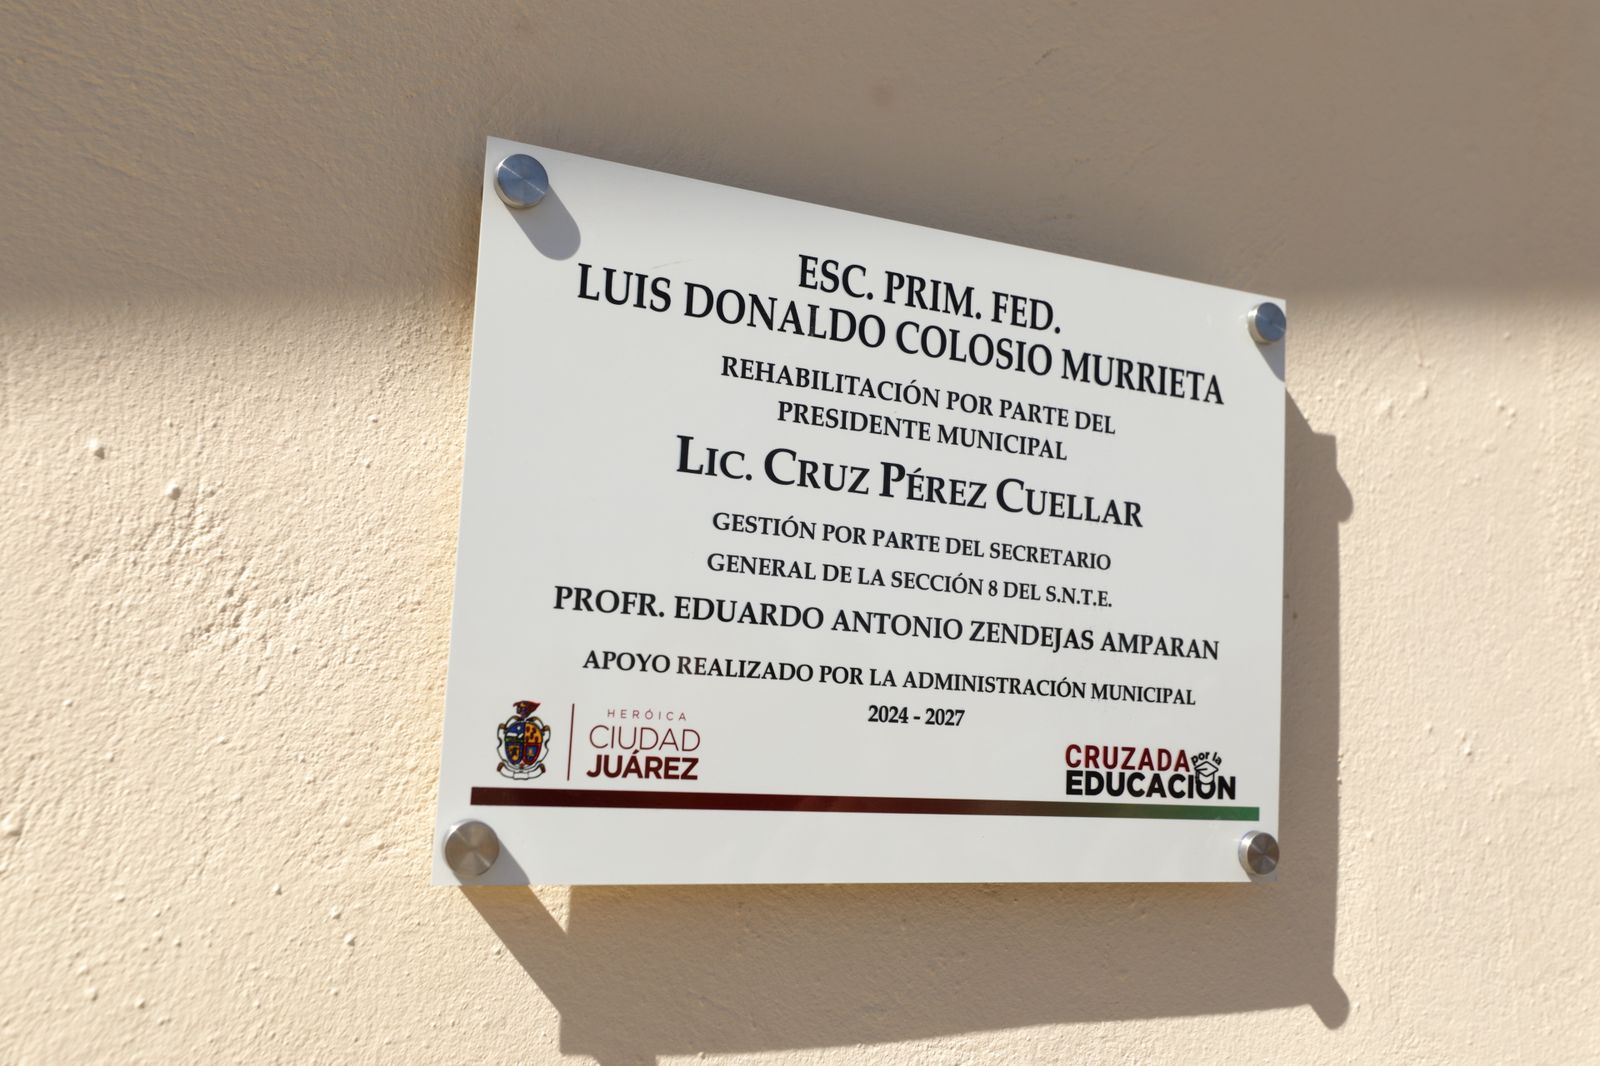 ESC. PRIM. FED.
LUIS DONALDO COLOSIO MURRIETA
REHABILITACIÓN POR PARTE DEL
PRESIDENTE MUNICIPAL
LIC. CRUZ PÉREZ CUELLAR
GESTIÓN POR PARTE DEL SECRETARIO
GENERAL DE LA SECCIÓN 8 DEL S.N.T.E.
PROFR. EDUARDO ANTONIO ZENDEJAS AMPARAN
APOYO REALIZADO POR LA ADMINISTRACIÓN MUNICIPAL
2024 - 2027
HERÓICA
CIUDAD
JUÁREZ
CRUZADA por la
EDUCACIÓN